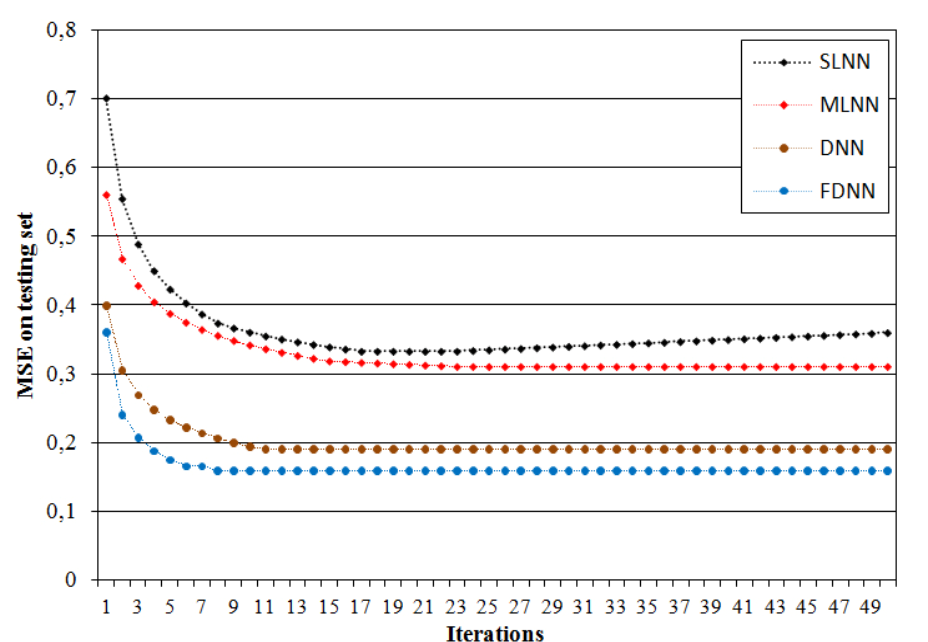 0,8
0,7
0,6
0,5
0,4
0,3
0,2
0,1
0
MSE on testing set
SLNN
MLNN
DNN
FDNN
1 3 5 7 9 11 13 15 17 19 21 23 25 27 29 31 33 35 37 39 41 43 45 47 49
Iterations